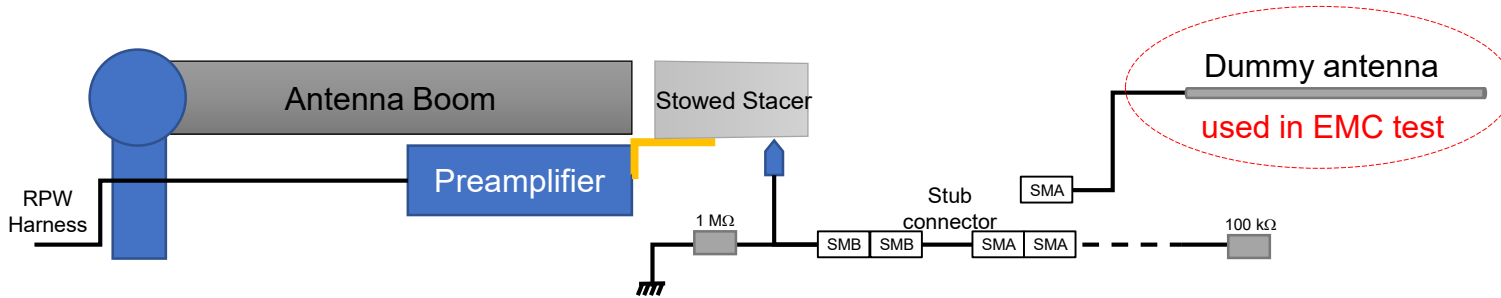 Antenna Boom
Stowed Stacer
Dummy antenna
used in EMC test
Preamplifier
RPW
Harness
SMA
Stub
connector
1 MΩ
SMB
SMB
SMA
SMA
100 kΩ